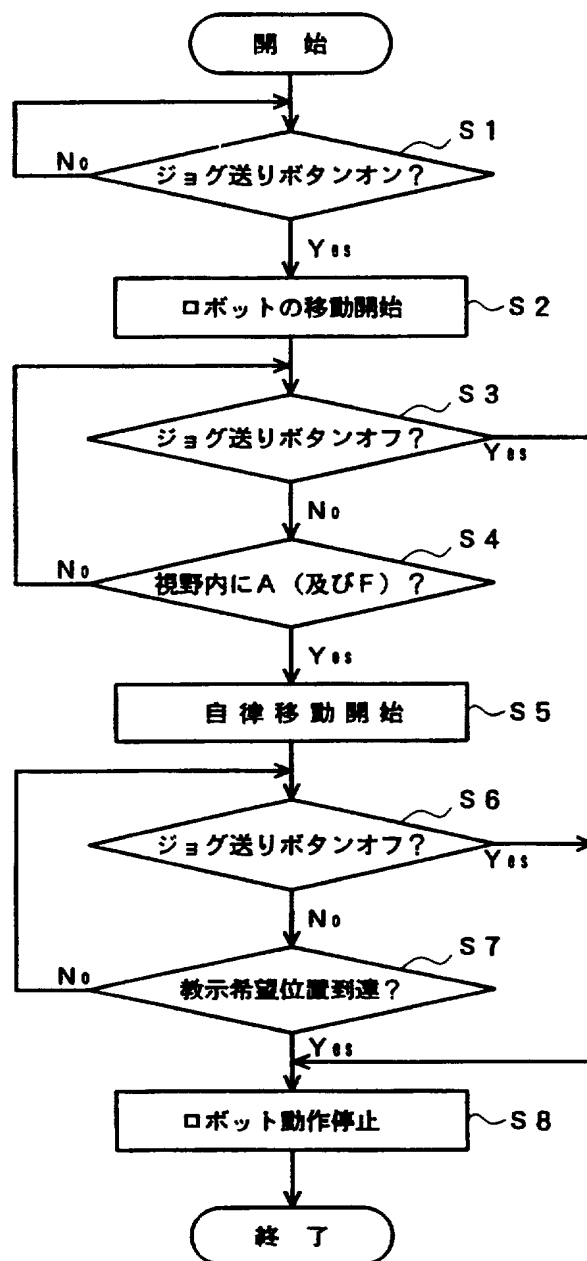 開 始
S1
No
ジョグ送りボタンオン？
Yes
ロボットの移動開始
S2
S3
ジョグ送りボタンオフ？
Yes
No
S4
No
視野内にA（及びF）？
Yes
自律移動開始
S5
S6
ジョグ送りボタンオフ？
Yes
No
S7
No
教示希望位置到達？
Yes
ロボット動作停止
S8
終 了